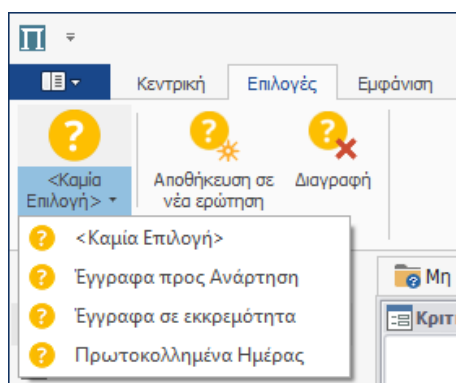 Κεντρική Επιλογές Εμφάνιση
<Καμία
Επιλογή>
Αποθήκευση σε
νέα ερώτηση
Διαγραφή
<Καμία Επιλογή>
Έγγραφα προς Ανάρτηση
Έγγραφα σε εκκρεμότητα
Πρωτοκολλημένα Ημέρας
Μη
Κριτ